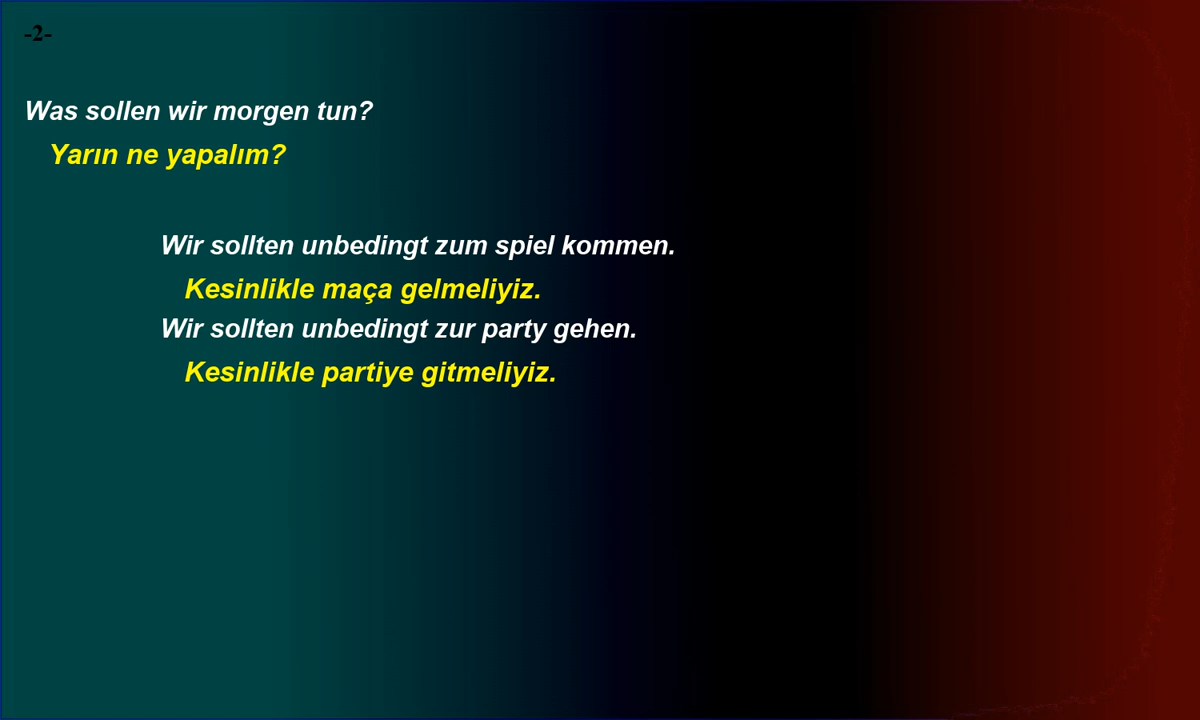 -2-
Was sollen wir morgen tun?
Yarın ne yapalım?
Wir sollten unbedingt zum spiel kommen.
Kesinlikle maça gelmeliyiz.
Wir sollten unbedingt zur party gehen.
Kesinlikle partiye gitmeliyiz.